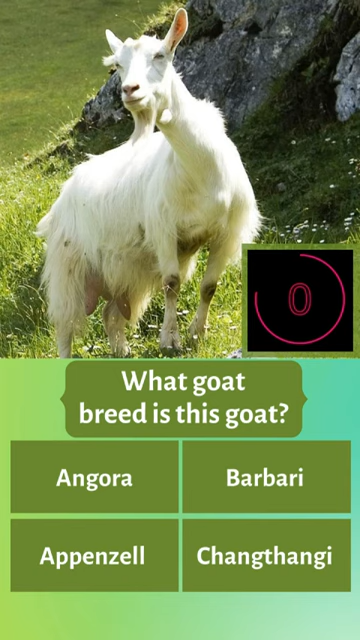 0
What goat
breed is this goat?
Angora
Barbari
Appenzell
Changthangi